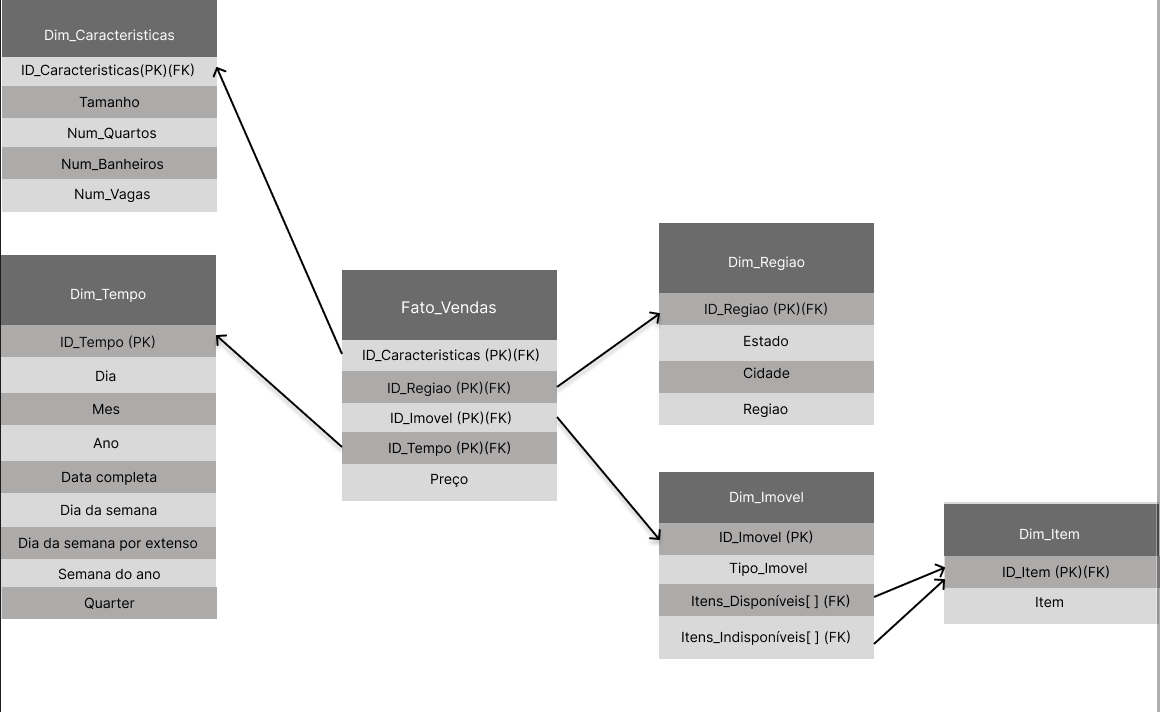 Dim_Caracteristicas
ID_Caracteristicas(PK)(FK)
Tamanho
Num_Quartos
Num_Banheiros
Num_Vagas
Dim_Tempo
ID_Tempo (PK)
Dia
Mes
Ano
Data completa
Dia da semana
Dia da semana por extenso
Semana do ano
Quarter
Fato_Vendas
ID_Caracteristicas (PK)(FK)
ID_Regiao (PK)(FK)
ID_Imovel (PK)(FK)
ID_Tempo (PK)(FK)
Preço
Dim_Regiao
ID_Regiao (PK)(FK)
Estado
Cidade
Regiao
Dim_Imovel
ID_Imovel (PK)
Tipo_Imovel
Itens_Disponíveis[ ] (FK)
Itens_Indisponíveis[ ] (FK)
Dim_Item
ID_Item (PK)(FK)
Item